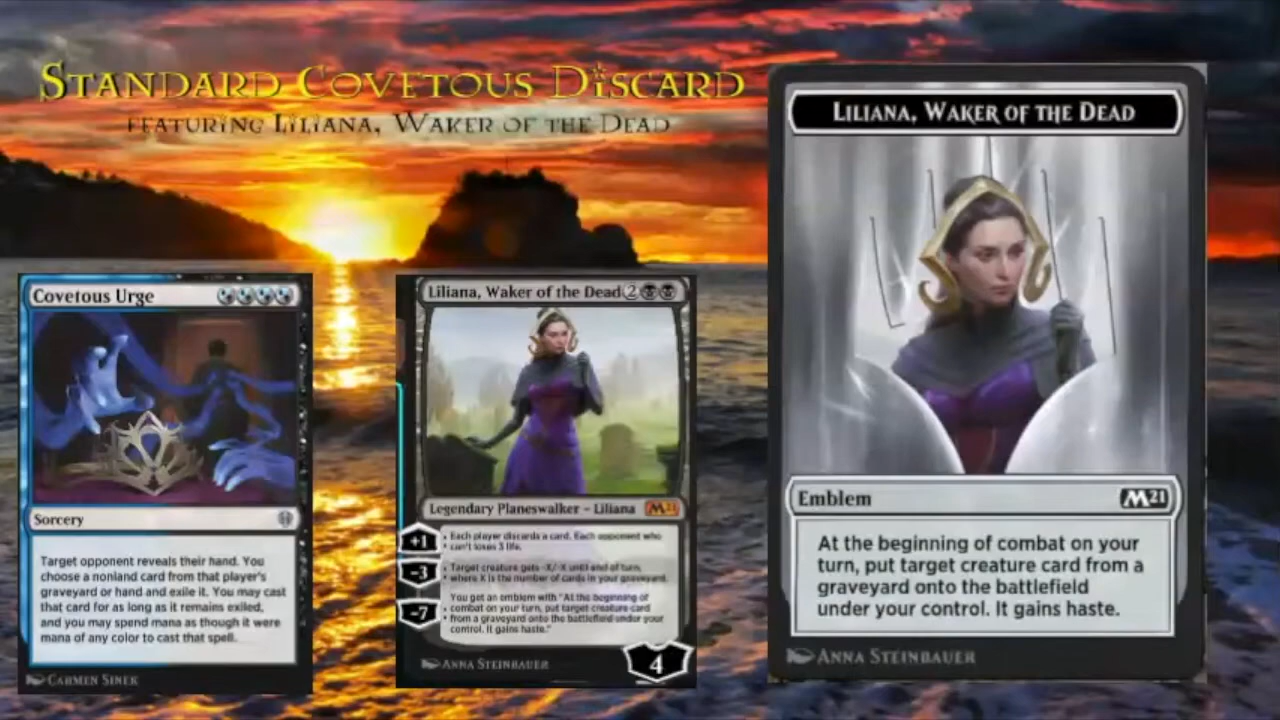 STANDARD COVETOUS DISCARD
FEATURING LILIANA, WAKER OF THE DEAD
Covetous Urge
Sorcery
Target opponent reveals their hand. You
choose a nonland card from that player's
graveyard or hand and exile it. You may cast
that card for as long as it remains exiled,
and you may spend mana as though it were
mana of any color to cast that spell.
CARMEN SINEK
Liliana, Waker of the Dead 2
Legendary Planeswalker – Liliana M21
+1 Each player discards a card. Each opponent who
can't loses 3 life.
-3 Target creature gets -X/-X until end of turn,
where X is the number of cards in your graveyard.
-7 You get an emblem with "At the beginning of
combat on your turn, put target creature card
from a graveyard onto the battlefield under your
control. It gains haste."
ANNA STEINBAUER
4
LILIANA, WAKER OF THE DEAD
Emblem M21
At the beginning of combat on your
turn, put target creature card from a
graveyard onto the battlefield
under your control. It gains haste.
ANNA STEINBAUER